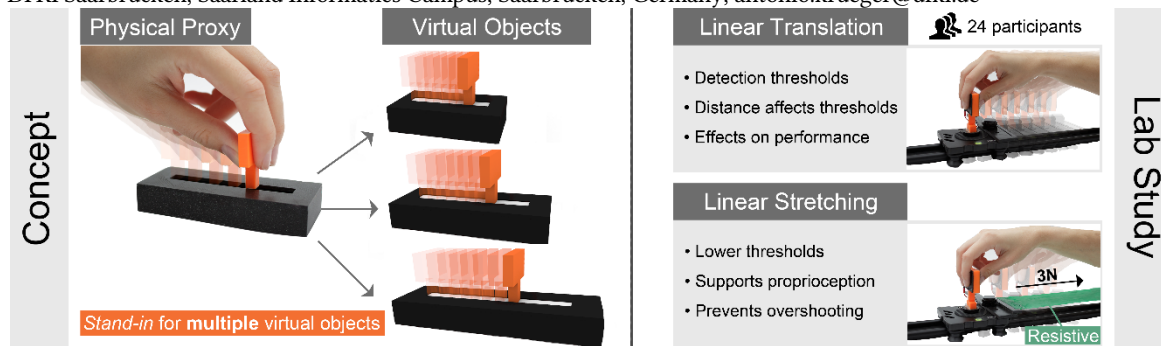 Physical Proxy
Virtual Objects
Concept
Stand-in for multiple virtual objects
Linear Translation
24 participants
• Detection thresholds
• Distance affects thresholds
• Effects on performance
Linear Stretching
• Lower thresholds
• Supports proprioception
• Prevents overshooting
3N
Resistive
Lab Study